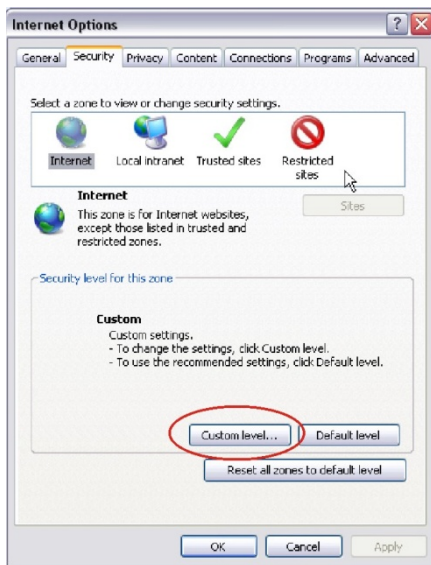 Internet Options
?
X
General Security Privacy Content Connections Programs Advanced
Select a zone to view or change security settings.
Internet Local intranet Trusted sites Restricted
sites
Internet
Sites
This zone is for Internet websites,
except those listed in trusted and
restricted zones.
Security level for this zone
Custom
Custom settings.
- To change the settings, click Custom level.
- To use the recommended settings, click Default level.
Custom level... Default level
Reset all zones to default level
OK Cancel Apply